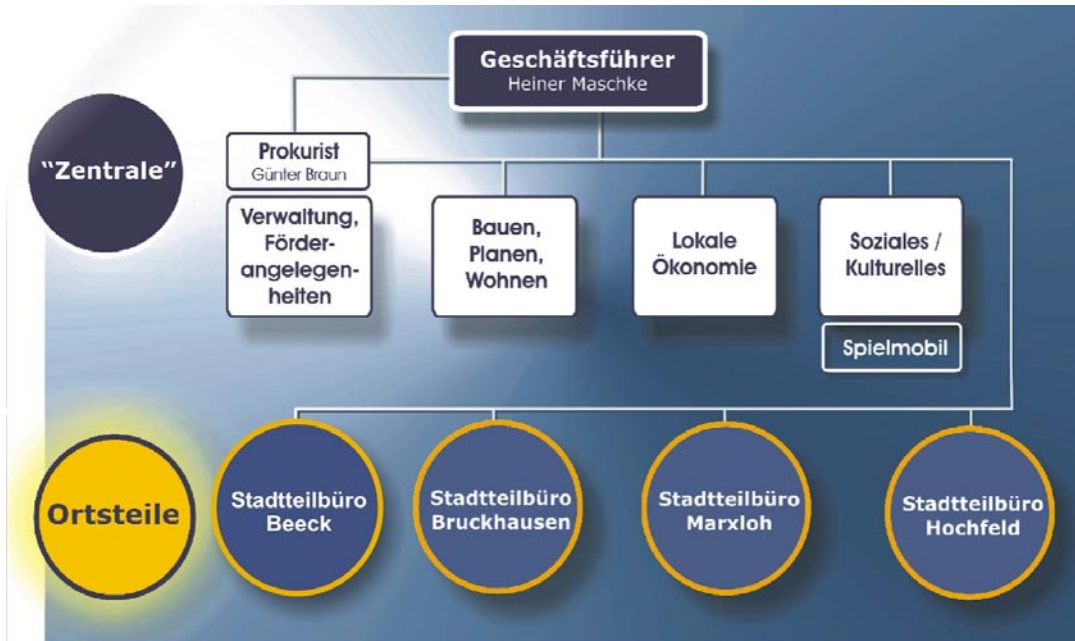 Geschäftsführer
Heiner Maschke
"Zentrale"
Prokurist
Günter Braun
Verwaltung,
Förder-
angelegen-
heiten
Bauen,
Planen,
Wohnen
Lokale
Ökonomie
Soziales /
Kulturelles
Spielmobil
Ortsteile
Stadtteilbüro
Beeck
Stadtteilbüro
Bruckhausen
Stadtteilbüro
Marxloh
Stadtteilbüro
Hochfeld